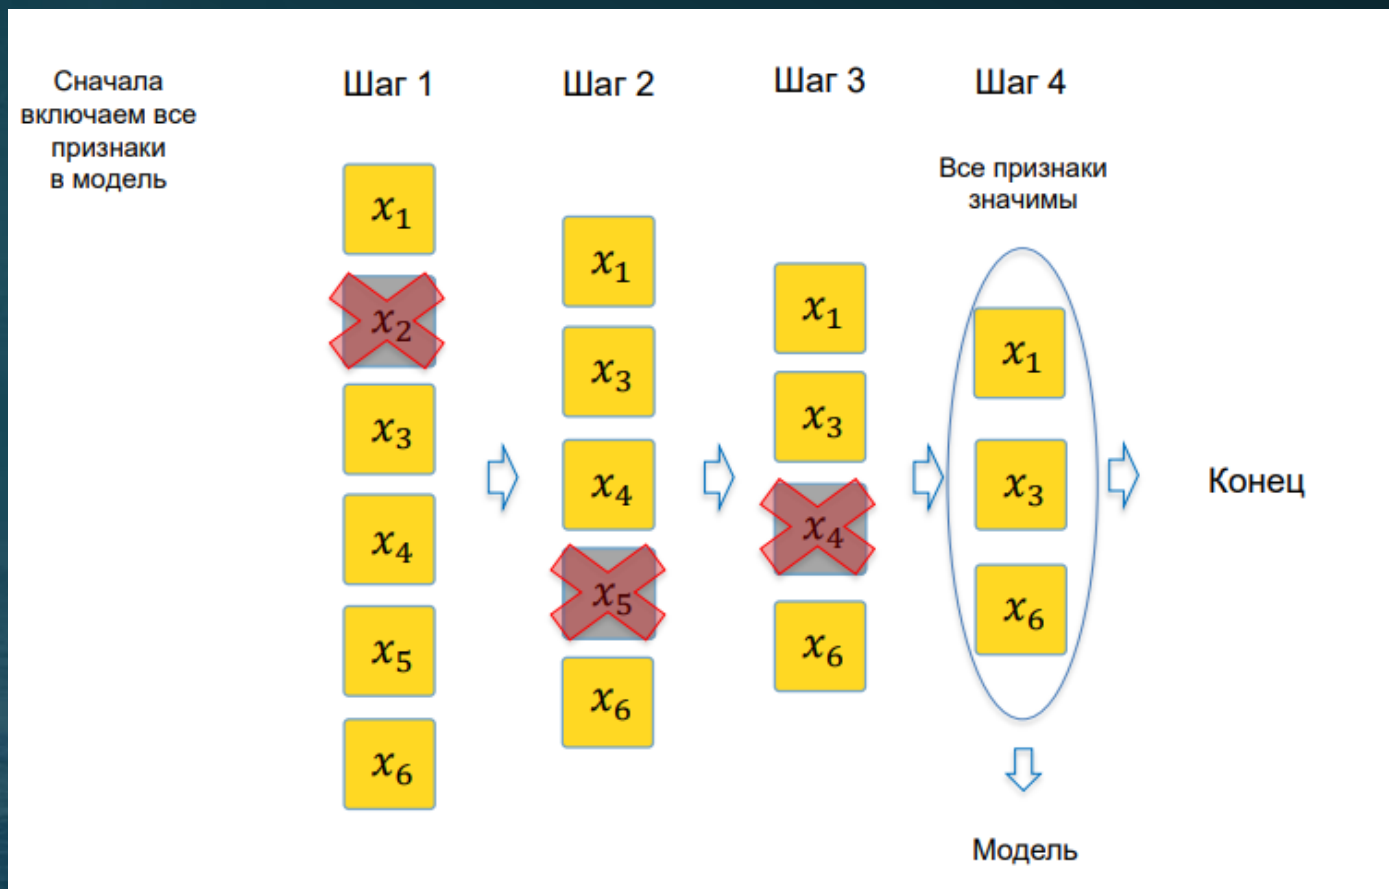 Сначала
включаем все
признаки
в модель
Шаг 1
x₁
x₂
x₃
x₄
x₅
x₆
Шаг 2
x₁
x₃
x₄
x₅
x₆
Шаг 3
x₁
x₃
x₄
x₆
Шаг 4
Все признаки
значимы
x₁
x₃
x₆
Модель
Конец